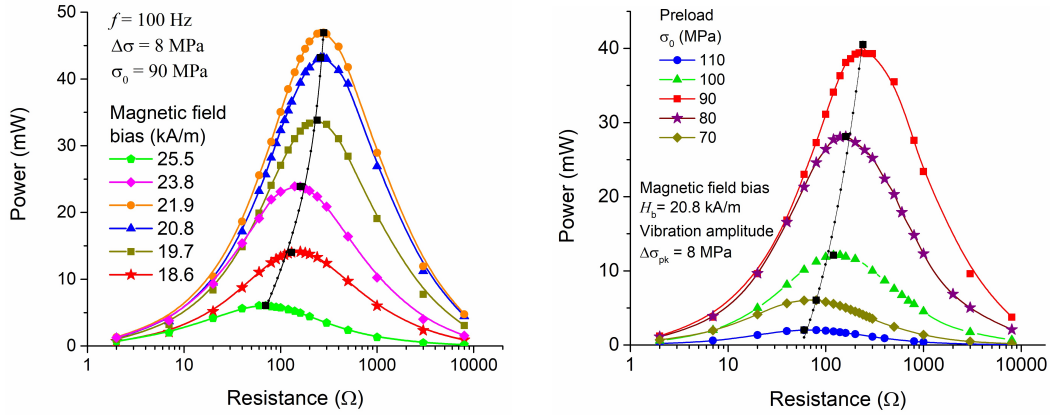 f = 100 Hz
Δσ = 8 MPa
σ0 = 90 MPa
Magnetic field
bias (kA/m)
25.5
23.8
21.9
20.8
19.7
18.6
Power (mW)
50
40
30
20
10
0
1
10
100
1000
10000
Resistance (Ω)
Preload
σ0 (MPa)
110
100
90
80
70
Magnetic field bias
Hb= 20.8 kA/m
Vibration amplitude
Δσpk = 8 MPa
Power (mW)
40
30
20
10
0
1
10
100
1000
10000
Resistance (Ω)